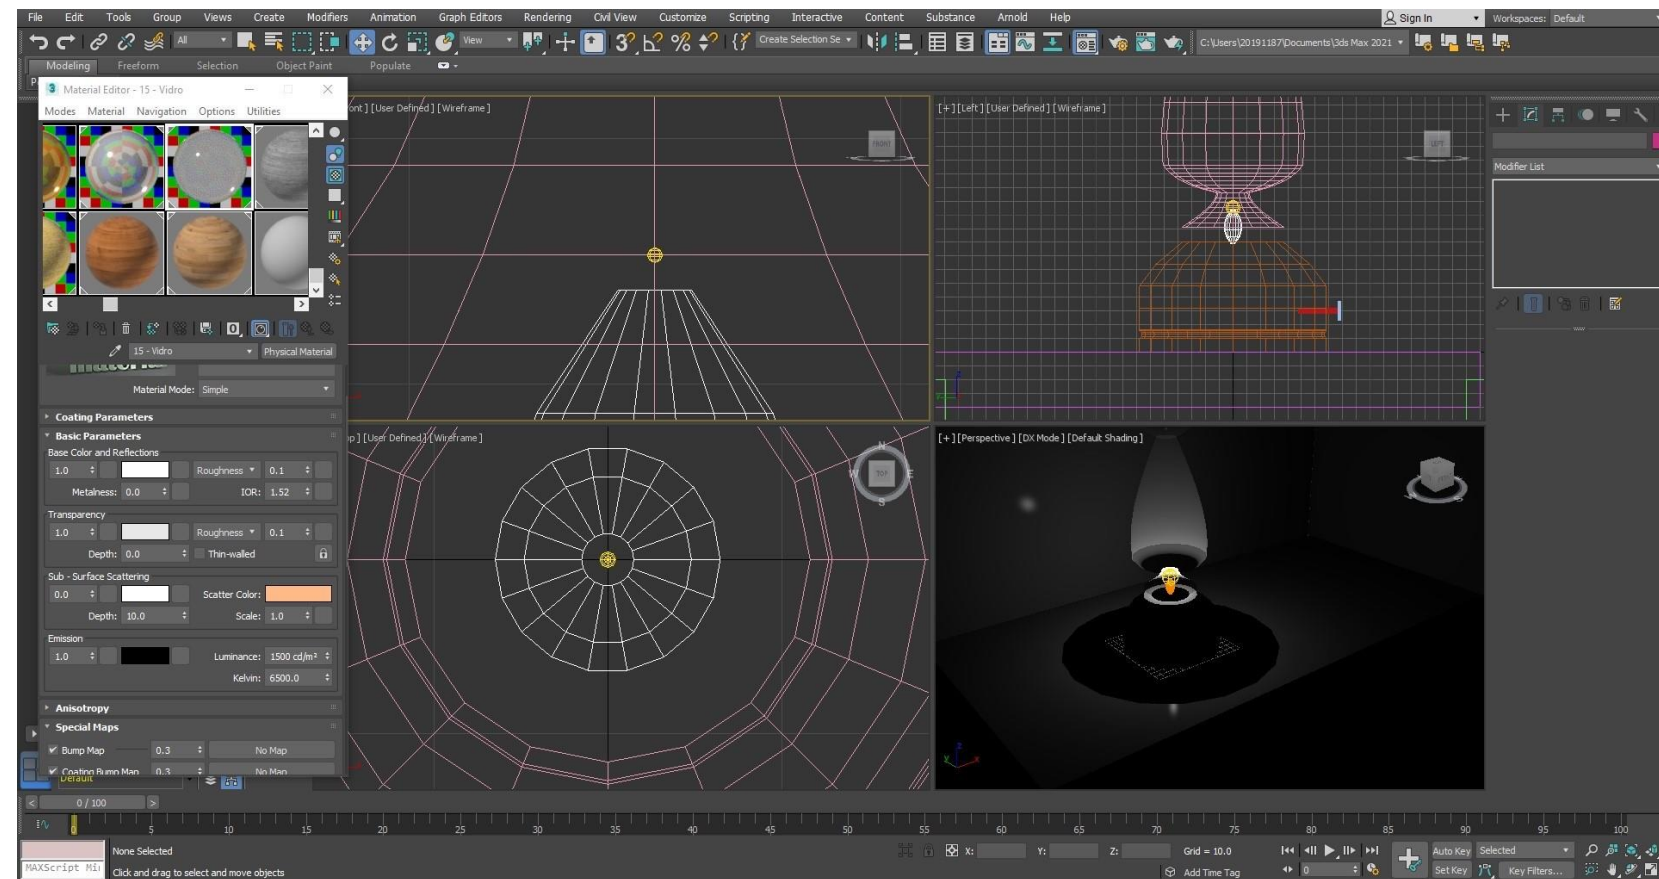 File Edit Tools Group Views Create Modifiers Animation Graph Editors Rendering Civil View Customize Scripting Interactive Content Substance Arnold Help Sign In Workspaces: Default
All View Create Selection Se C:\Users\20191187\Documents\3ds Max 2021
Modeling Freeform Selection Object Paint Populate
3 Material Editor - 15 - Vidro
Modes Material Navigation Options Utilities
15 - Vidro Physical Material
Material Mode: Simple
Coating Parameters
Basic Parameters
Base Color and Reflections
1.0 Roughness 0.1
Metalness: 0.0 IOR: 1.52
Transparency
1.0 Roughness 0.1
Depth: 0.0 Thin-walled
Sub - Surface Scattering
0.0 Scatter Color:
Depth: 10.0 Scale: 1.0
Emission
1.0 Luminance: 1500 cd/m²
Kelvin: 6500.0
Anisotropy
Special Maps
Bump Map 0.3 No Map
Coating Bump Map 0.3 No Map
Default
ont ] [User Defined ] [Wireframe ]
FRONT
[+] [Left ] [User Defined ] [Wireframe ]
LEFT
p ] [User Defined ] [Wireframe ]
N
W TOP E
S
[+] [Perspective ] [DX Mode ] [Default Shading ]
z
y x
Modifier List
0 / 100
0 5 10 15 20 25 30 35 40 45 50 55 60 65 70 75 80 85 90 95 100
None Selected X: Y: Z: Grid = 10.0 Auto Key Selected
MAXScript Mi Click and drag to select and move objects Add Time Tag 0 Set Key Key Filters...